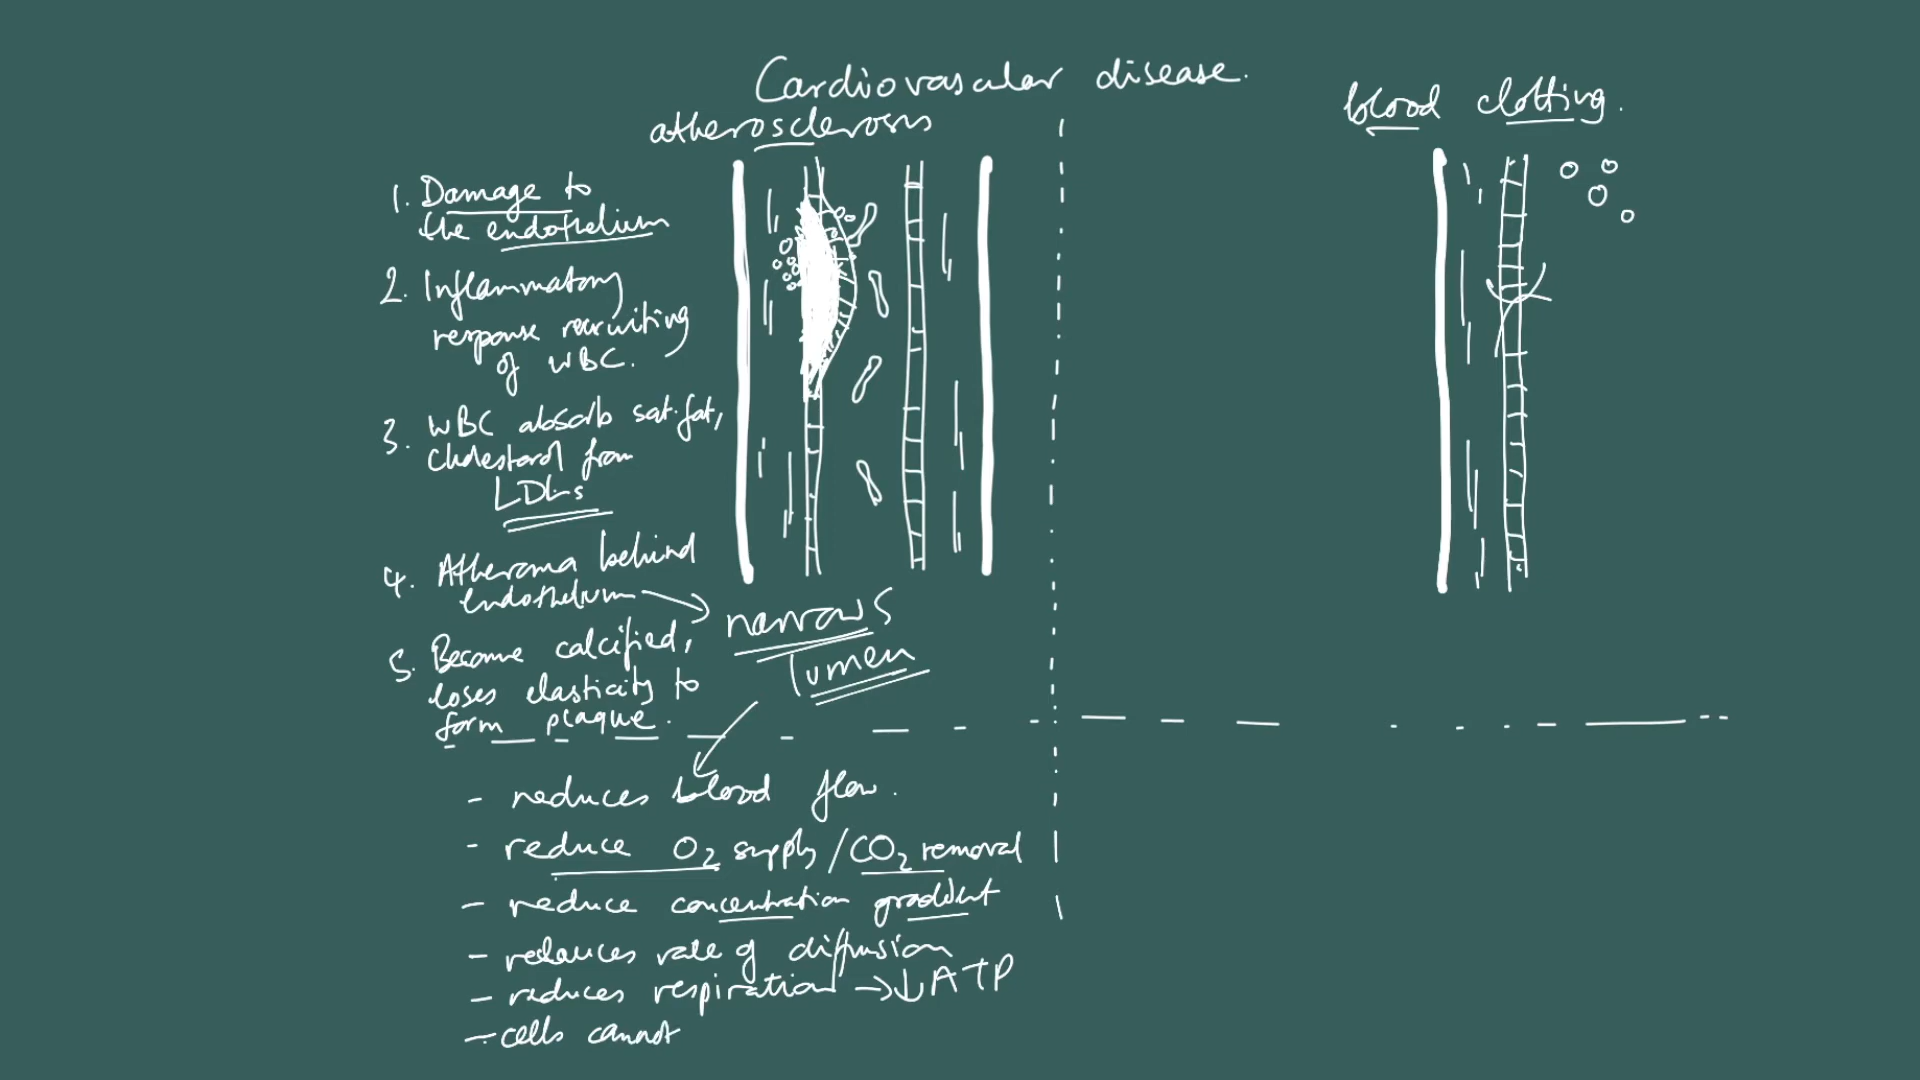 Cardiovascular disease.
atherosclerosis
blood clotting.
1. Damage to
the endothelium
2. Inflammatory
response recruiting
of WBC.
3. WBC absorb sat.fat,
cholesterol from
LDLs
4. Atheroma behind
endothelium → narrows
lumen
5. Become calcified,
loses elasticity to
form plaque.
- reduces blood flow.
- reduce O2 supply/CO2 removal
- reduce concentration gradient
- reduces rate of diffusion
- reduces respiration → ↓ATP
- cells cannot